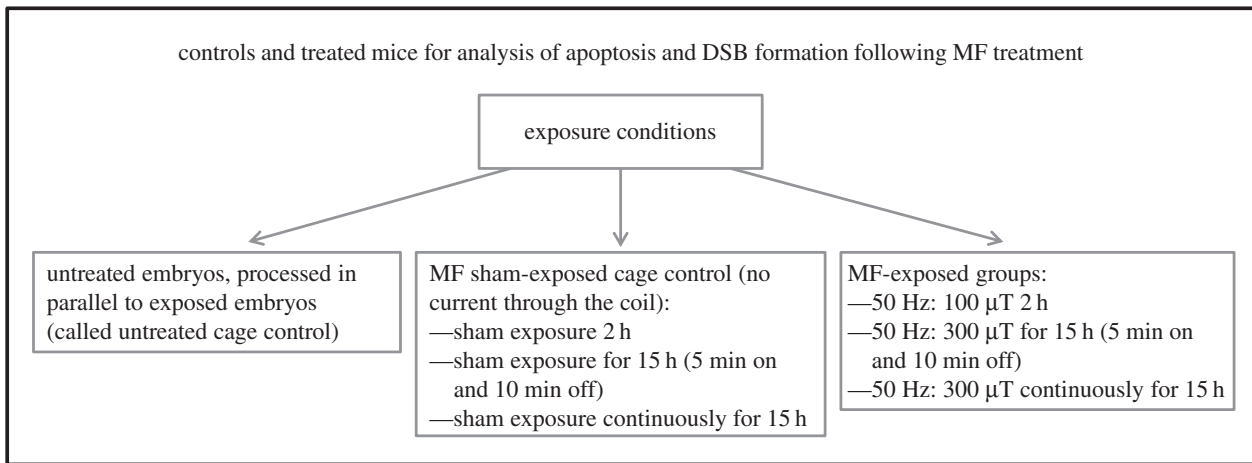 controls and treated mice for analysis of apoptosis and DSB formation following MF treatment
exposure conditions
untreated embryos, processed in
parallel to exposed embryos
(called untreated cage control)
MF sham-exposed cage control (no
current through the coil):
—sham exposure 2 h
—sham exposure for 15 h (5 min on
and 10 min off)
—sham exposure continuously for 15 h
MF-exposed groups:
—50 Hz: 100 μT 2 h
—50 Hz: 300 μT for 15 h (5 min on
and 10 min off)
—50 Hz: 300 μT continuously for 15 h